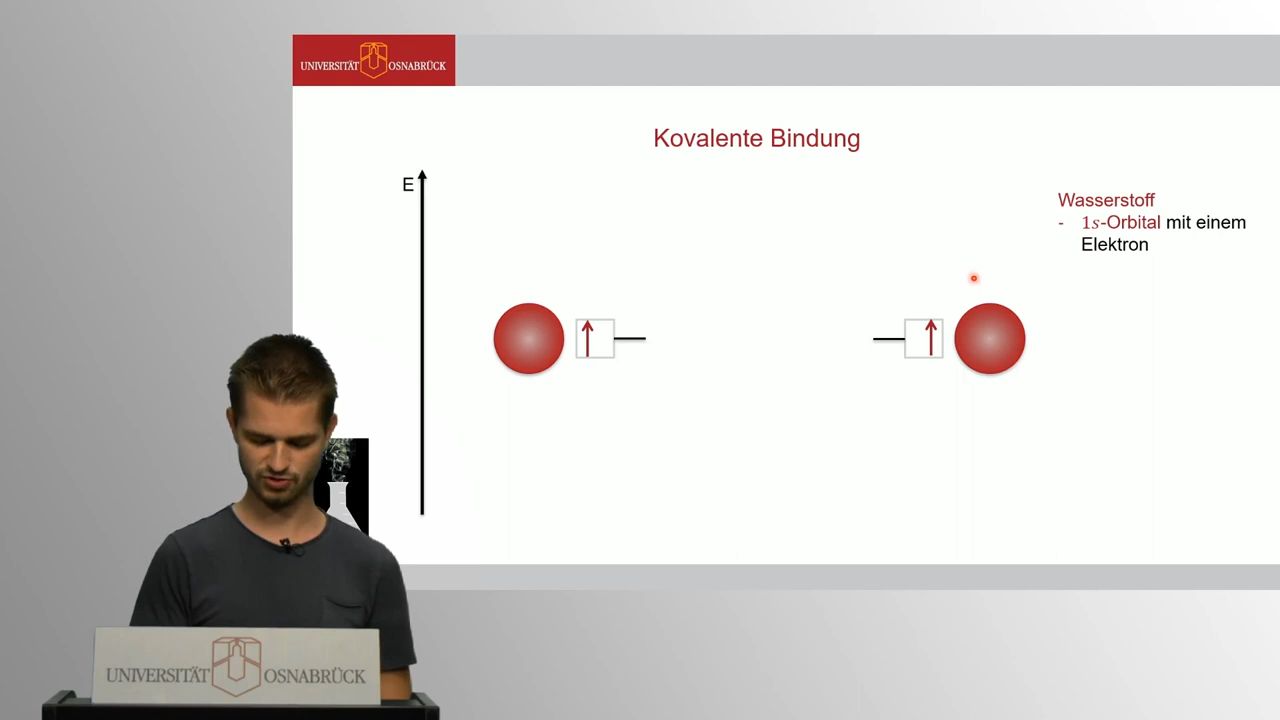 UNIVERSITÄT OSNABRÜCK
Kovalente Bindung
E
Wasserstoff
- 1s-Orbital mit einem
Elektron
UNIVERSITÄT OSNABRÜCK